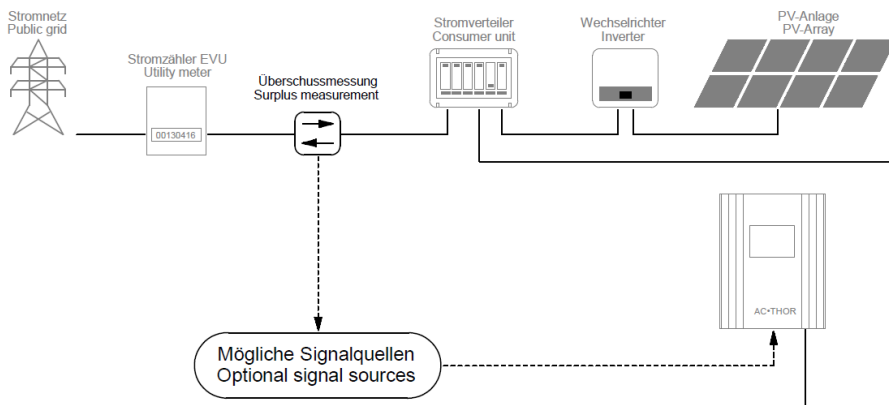 Stromnetz
Public grid
Stromzähler EVU
Utility meter
00130416
Überschussmessung
Surplus measurement
Stromverteiler
Consumer unit
Wechselrichter
Inverter
PV-Anlage
PV-Array
AC•THOR
Mögliche Signalquellen
Optional signal sources